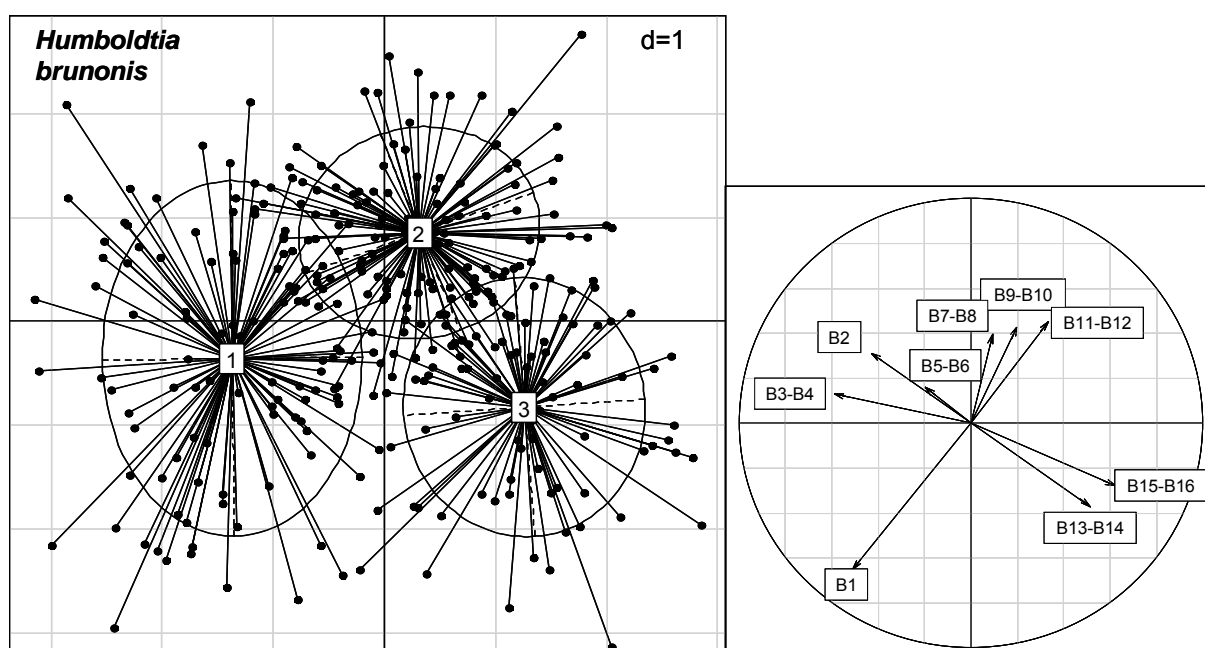 Humboldtia
brunonis
d=1
2
1
3
B9-B10
B7-B8
B11-B12
B2
B5-B6
B3-B4
B15-B16
B13-B14
B1